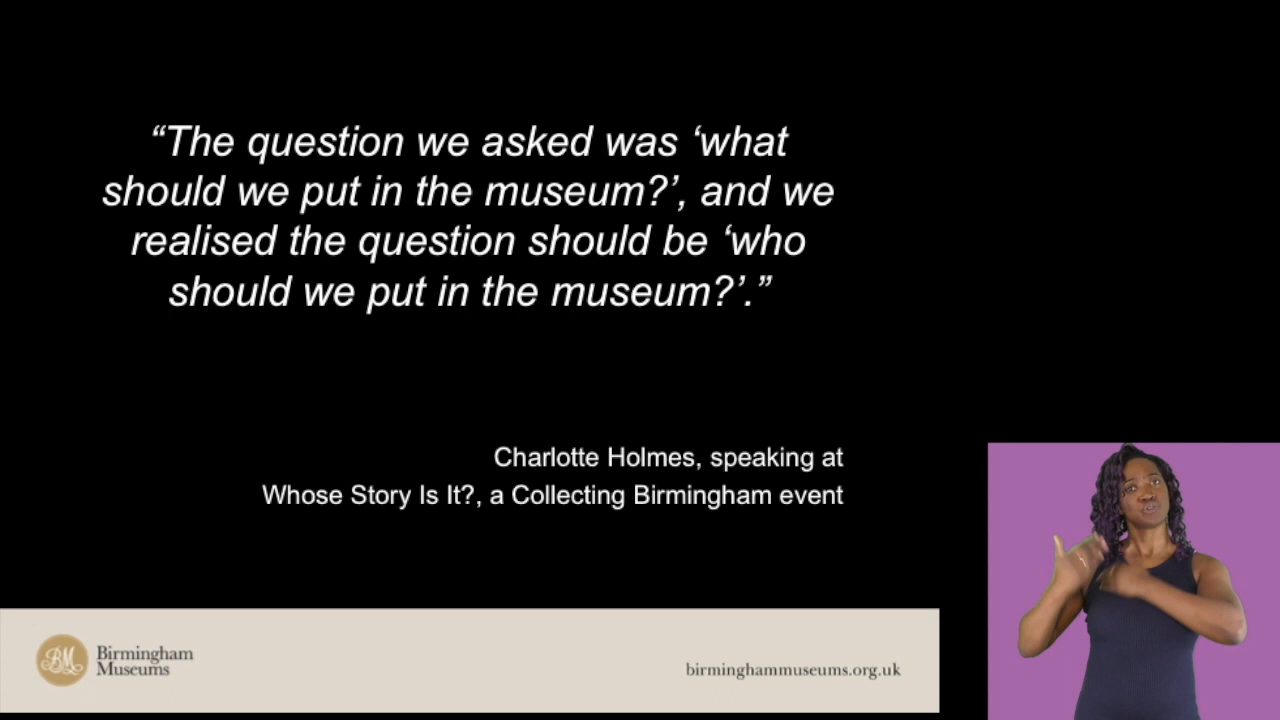 “The question we asked was ‘what
should we put in the museum?’, and we
realised the question should be ‘who
should we put in the museum?’.”
Charlotte Holmes, speaking at
Whose Story Is It?, a Collecting Birmingham event
BM
Birmingham
Museums
birminghammuseums.org.uk